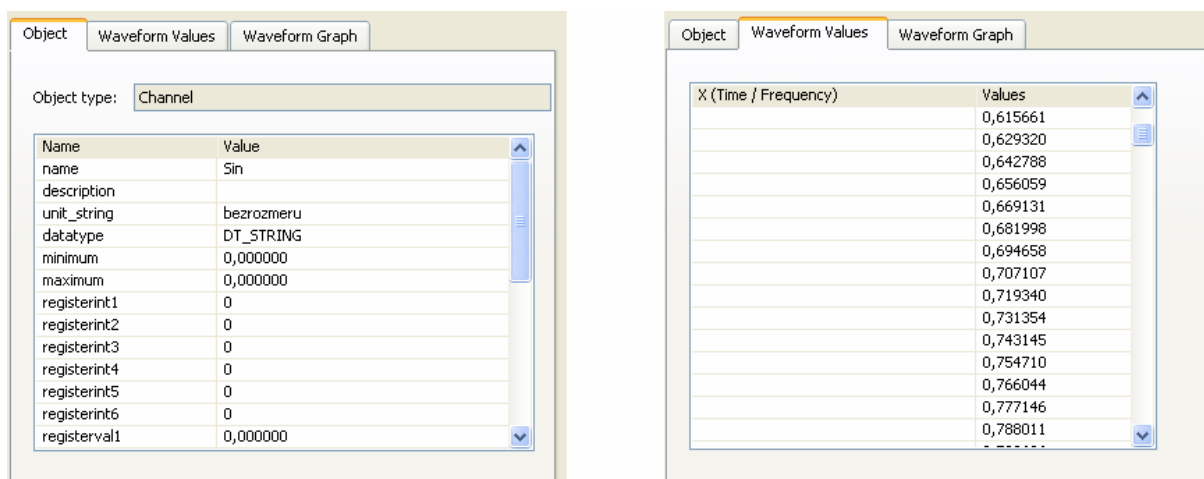 Object Waveform Values Waveform Graph
Object type: Channel
Name Value
name Sin
description
unit_string bezrozmeru
datatype DT_STRING
minimum 0,000000
maximum 0,000000
registerint1 0
registerint2 0
registerint3 0
registerint4 0
registerint5 0
registerint6 0
registerval1 0,000000
Object Waveform Values Waveform Graph
X (Time / Frequency) Values
0,615661
0,629320
0,642788
0,656059
0,669131
0,681998
0,694658
0,707107
0,719340
0,731354
0,743145
0,754710
0,766044
0,777146
0,788011